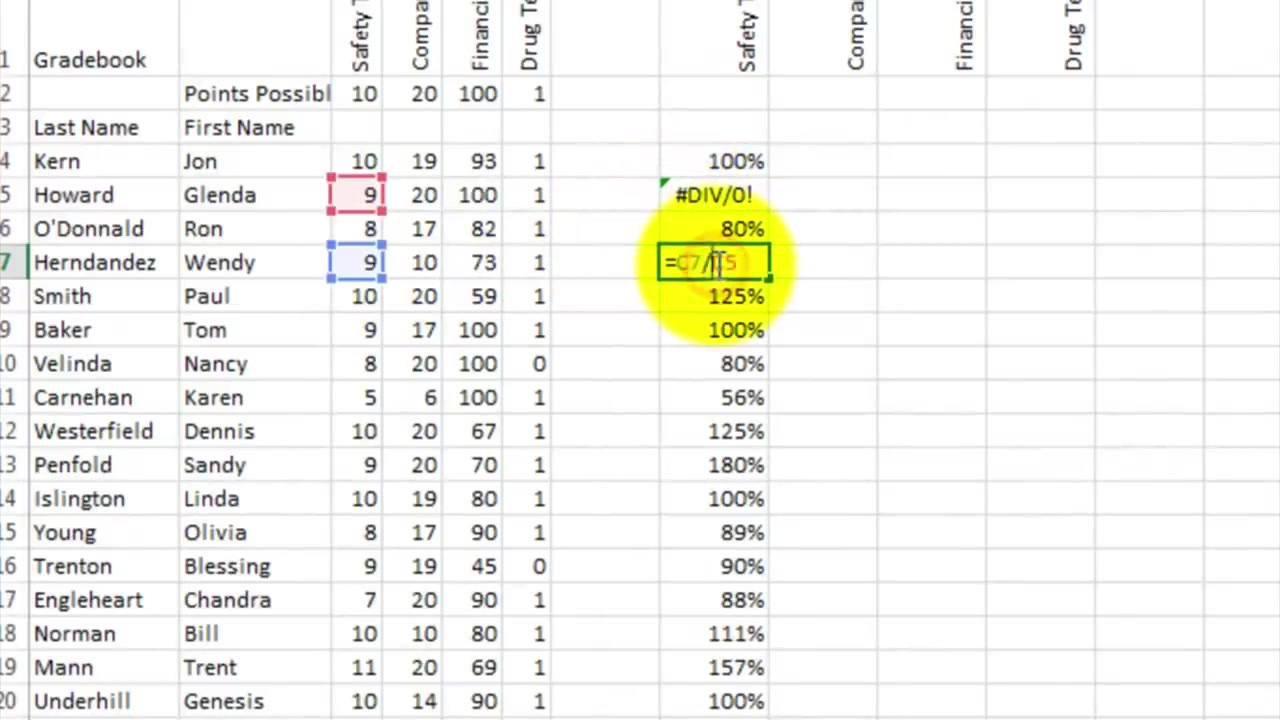 1 Gradebook Safety T Compa Financi Drug Te Safety T Compa Financi Drug Te
2 Points Possibl 10 20 100 1
3 Last Name First Name
4 Kern Jon 10 19 93 1 100%
5 Howard Glenda 9 20 100 1 #DIV/0!
6 O'Donnald Ron 8 17 82 1 80%
7 Herndandez Wendy 9 10 73 1 =C7/C5
8 Smith Paul 10 20 59 1 125%
9 Baker Tom 9 17 100 1 100%
10 Velinda Nancy 8 20 100 0 80%
11 Carnehan Karen 5 6 100 1 56%
12 Westerfield Dennis 10 20 67 1 125%
13 Penfold Sandy 9 20 70 1 180%
14 Islington Linda 10 19 80 1 100%
15 Young Olivia 8 17 90 1 89%
16 Trenton Blessing 9 19 45 0 90%
17 Engleheart Chandra 7 20 90 1 88%
18 Norman Bill 10 10 80 1 111%
19 Mann Trent 11 20 69 1 157%
20 Underhill Genesis 10 14 90 1 100%